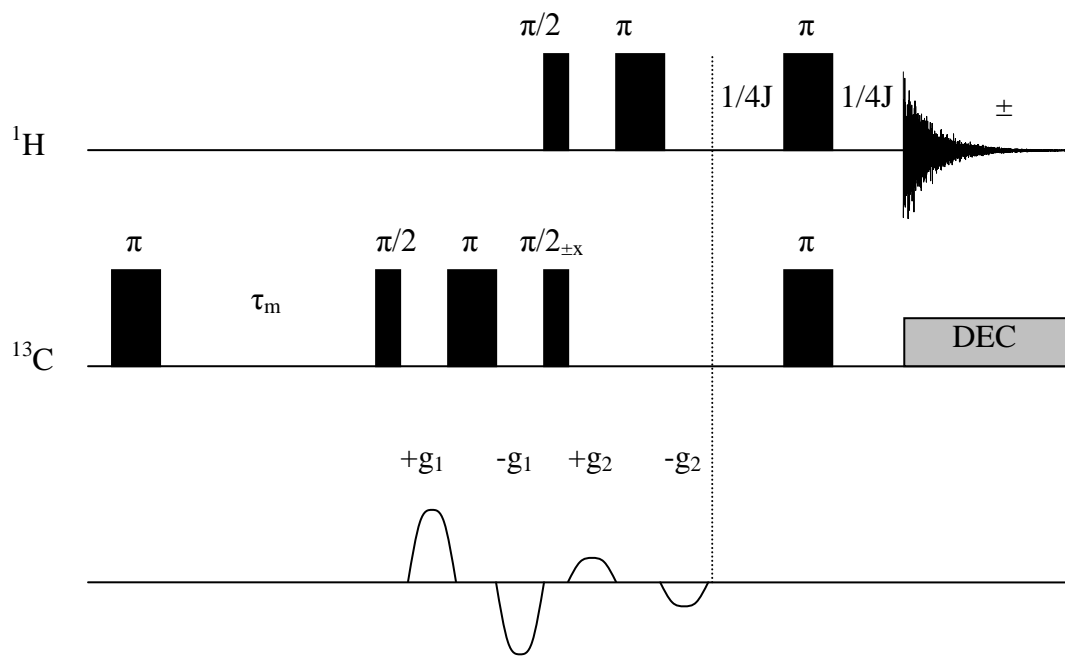 π/2 π π
1/4J 1/4J ±
¹H
π π/2 π π/2±x π
τm
¹³C DEC
+g₁ -g₁ +g₂ -g₂